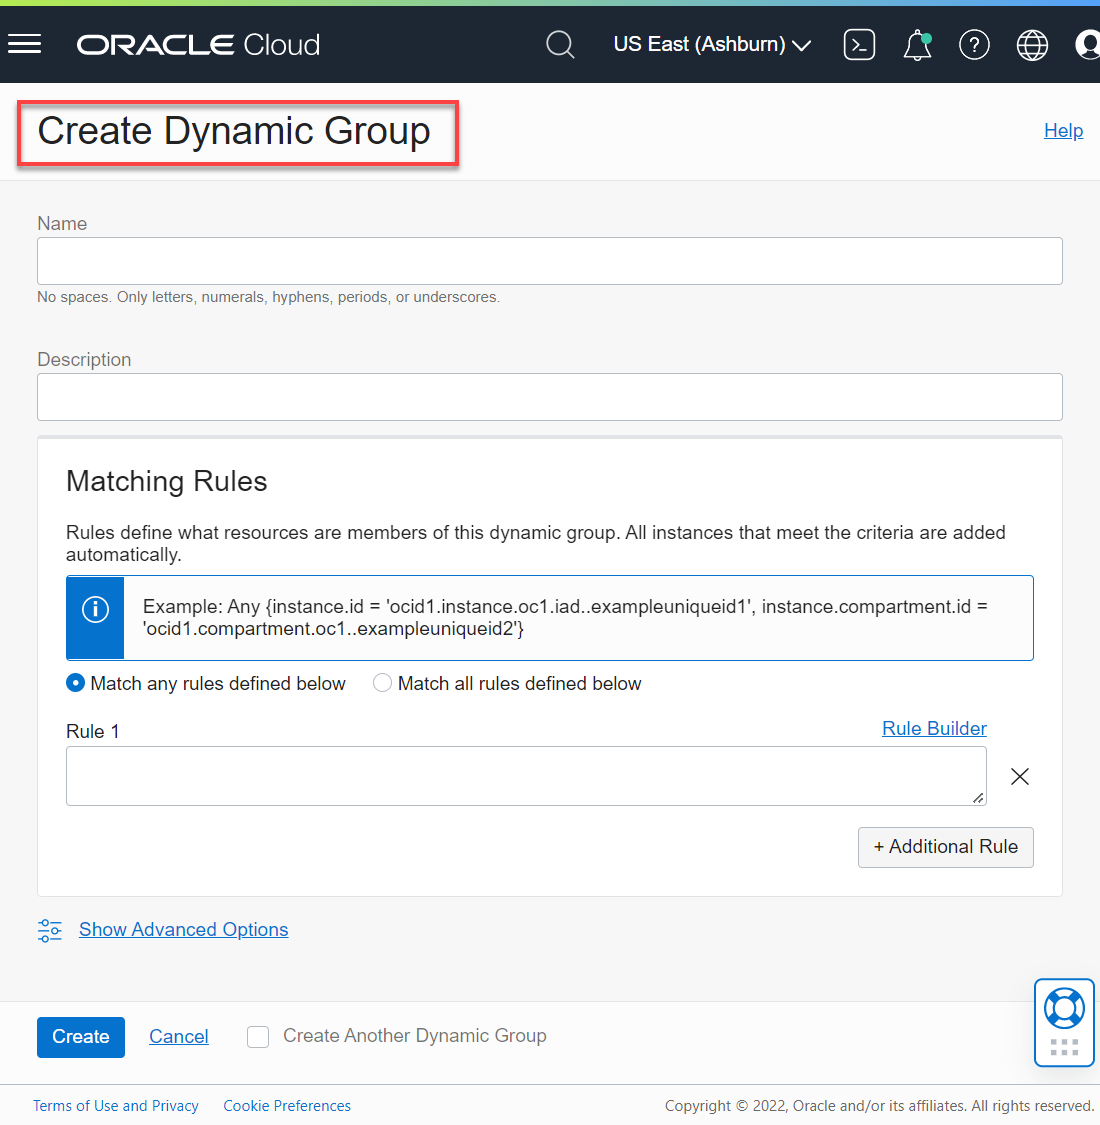 ORACLE Cloud
US East (Ashburn)
Create Dynamic Group
Help
Name
No spaces. Only letters, numerals, hyphens, periods, or underscores.
Description
Matching Rules
Rules define what resources are members of this dynamic group. All instances that meet the criteria are added
automatically.
Example: Any {instance.id = 'ocid1.instance.oc1.iad..exampleuniqueid1', instance.compartment.id =
'ocid1.compartment.oc1..exampleuniqueid2'}
Match any rules defined below Match all rules defined below
Rule 1 Rule Builder
+ Additional Rule
Show Advanced Options
Create Cancel Create Another Dynamic Group
Terms of Use and Privacy Cookie Preferences Copyright © 2022, Oracle and/or its affiliates. All rights reserved.